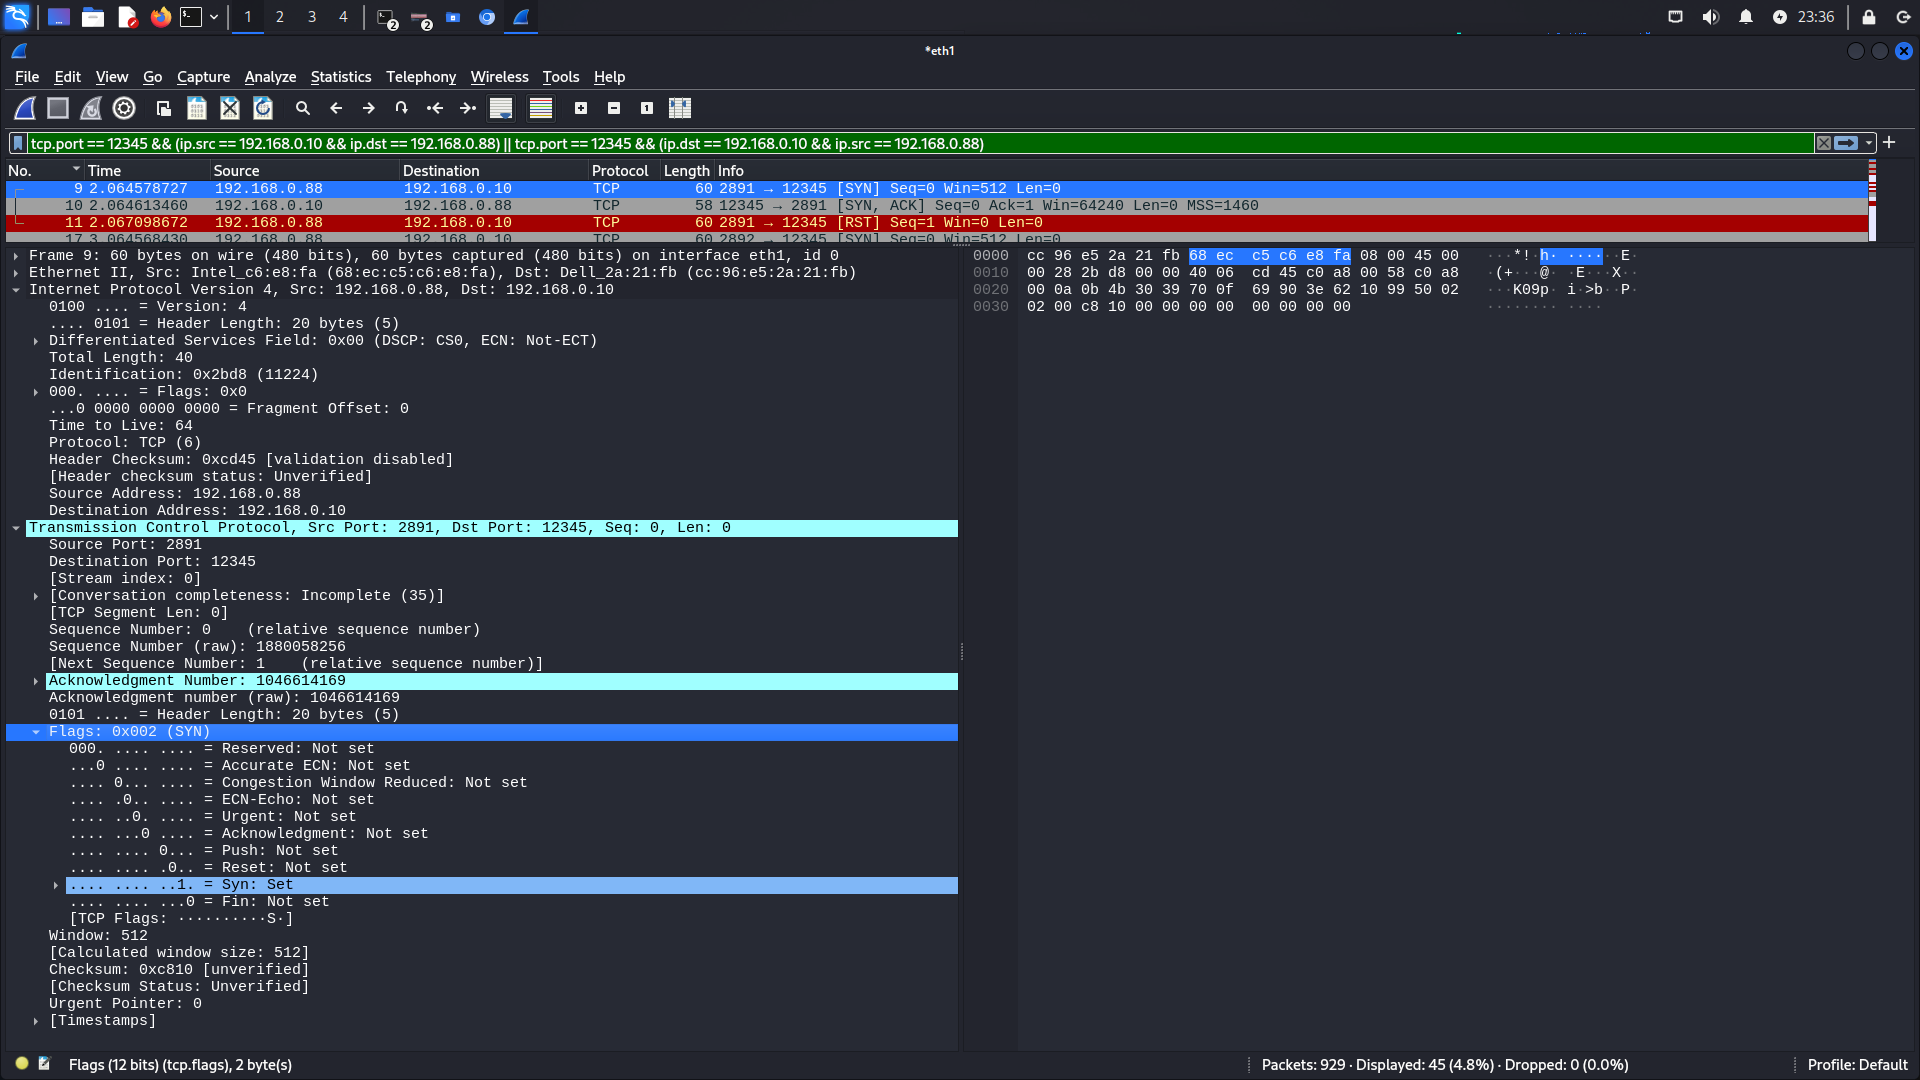 1 2 3 4 2 2 23:36
*eth1
File Edit View Go Capture Analyze Statistics Telephony Wireless Tools Help
tcp.port == 12345 && (ip.src == 192.168.0.10 && ip.dst == 192.168.0.88) || tcp.port == 12345 && (ip.dst == 192.168.0.10 && ip.src == 192.168.0.88)
No. Time Source Destination Protocol Length Info
9 2.064578727 192.168.0.88 192.168.0.10 TCP 60 2891 → 12345 [SYN] Seq=0 Win=512 Len=0
10 2.064613460 192.168.0.10 192.168.0.88 TCP 58 12345 → 2891 [SYN, ACK] Seq=0 Ack=1 Win=64240 Len=0 MSS=1460
11 2.067098672 192.168.0.88 192.168.0.10 TCP 60 2891 → 12345 [RST] Seq=1 Win=0 Len=0
17 3.064568430 192.168.0.88 192.168.0.10 TCP 60 2892 → 12345 [SYN] Seq=0 Win=512 Len=0
Frame 9: 60 bytes on wire (480 bits), 60 bytes captured (480 bits) on interface eth1, id 0
Ethernet II, Src: Intel_c6:e8:fa (68:ec:c5:c6:e8:fa), Dst: Dell_2a:21:fb (cc:96:e5:2a:21:fb)
Internet Protocol Version 4, Src: 192.168.0.88, Dst: 192.168.0.10
0100 .... = Version: 4
.... 0101 = Header Length: 20 bytes (5)
Differentiated Services Field: 0x00 (DSCP: CS0, ECN: Not-ECT)
Total Length: 40
Identification: 0x2bd8 (11224)
000. .... = Flags: 0x0
...0 0000 0000 0000 = Fragment Offset: 0
Time to Live: 64
Protocol: TCP (6)
Header Checksum: 0xcd45 [validation disabled]
[Header checksum status: Unverified]
Source Address: 192.168.0.88
Destination Address: 192.168.0.10
Transmission Control Protocol, Src Port: 2891, Dst Port: 12345, Seq: 0, Len: 0
Source Port: 2891
Destination Port: 12345
[Stream index: 0]
[Conversation completeness: Incomplete (35)]
[TCP Segment Len: 0]
Sequence Number: 0 (relative sequence number)
Sequence Number (raw): 1880058256
[Next Sequence Number: 1 (relative sequence number)]
Acknowledgment Number: 1046614169
Acknowledgment number (raw): 1046614169
0101 .... = Header Length: 20 bytes (5)
Flags: 0x002 (SYN)
000. .... .... = Reserved: Not set
...0 .... .... = Accurate ECN: Not set
.... 0... .... = Congestion Window Reduced: Not set
.... .0.. .... = ECN-Echo: Not set
.... ..0. .... = Urgent: Not set
.... ...0 .... = Acknowledgment: Not set
.... .... 0... = Push: Not set
.... .... .0.. = Reset: Not set
.... .... ..1. = Syn: Set
.... .... ...0 = Fin: Not set
[TCP Flags: ··········S·]
Window: 512
[Calculated window size: 512]
Checksum: 0xc810 [unverified]
[Checksum Status: Unverified]
Urgent Pointer: 0
[Timestamps]
0000 cc 96 e5 2a 21 fb 68 ec c5 c6 e8 fa 08 00 45 00 ···*!·h· ······E·
0010 00 28 2b d8 00 00 40 06 cd 45 c0 a8 00 58 c0 a8 ·(+···@· ·E···X··
0020 00 0a 0b 4b 30 39 70 0f 69 90 3e 62 10 99 50 02 ···K09p· i·>b··P·
0030 02 00 c8 10 00 00 00 00 00 00 00 00 ········ ····
Flags (12 bits) (tcp.flags), 2 byte(s)
Packets: 929 · Displayed: 45 (4.8%) · Dropped: 0 (0.0%)
Profile: Default